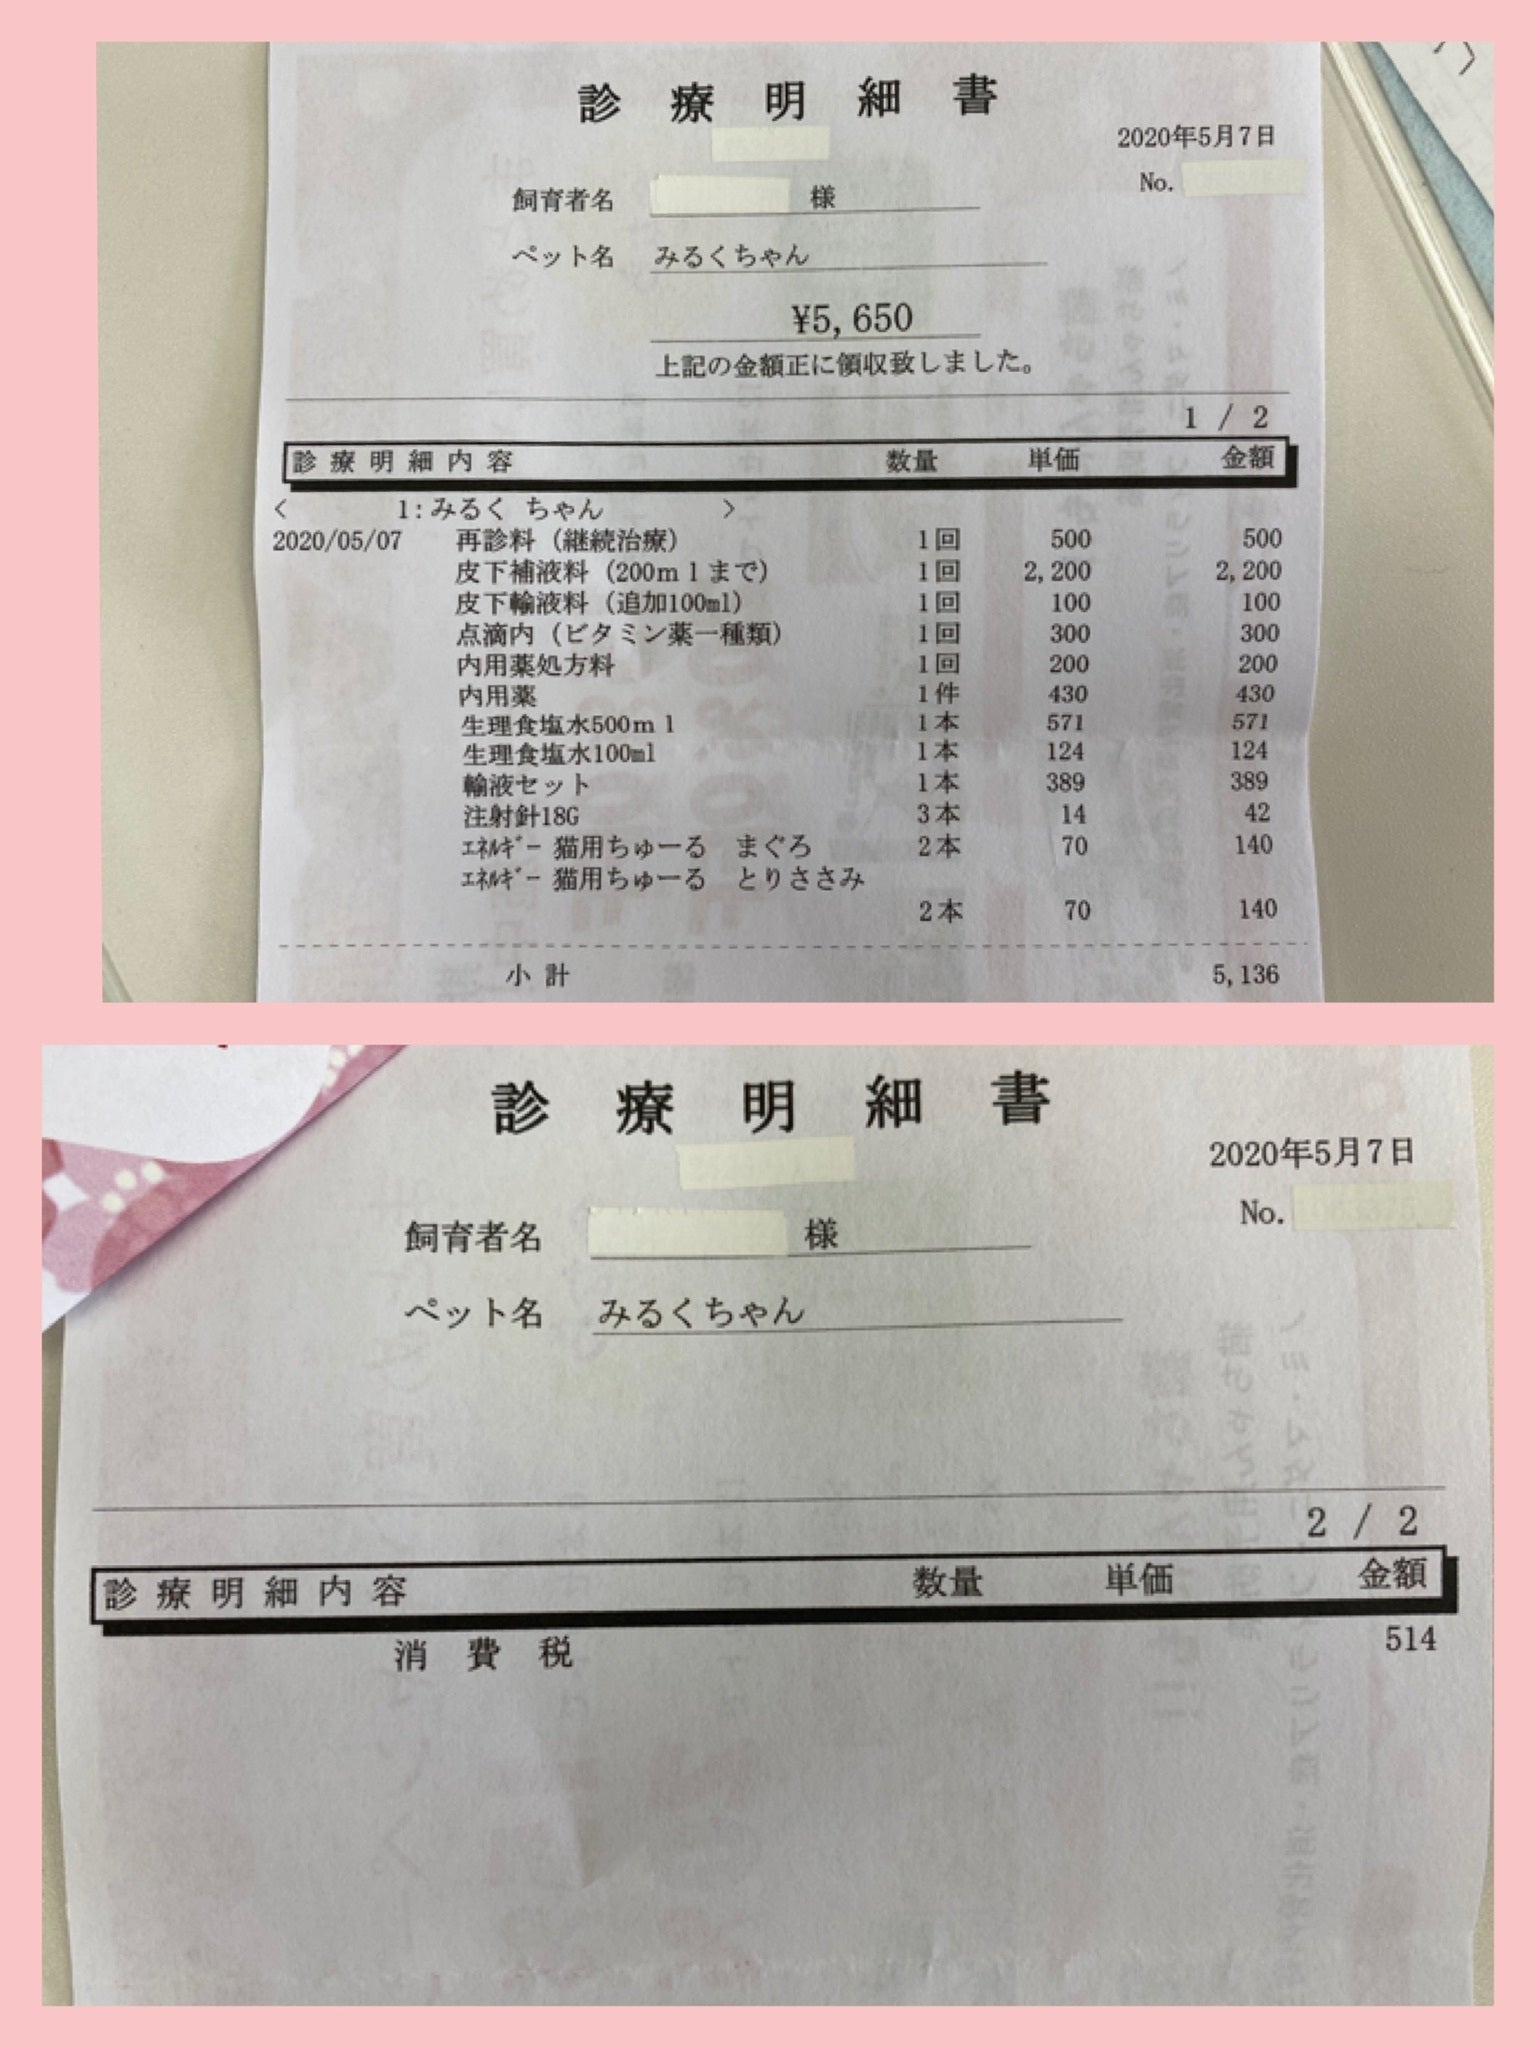 診療明細書
2020年5月7日
No.
飼育者名 様
ペット名 みるくちゃん
¥5,650
上記の金額正に領収致しました。
1 / 2
診療明細内容 数量 単価 金額
< 1:みるく ちゃん >
2020/05/07 再診料（継続治療） 1回 500 500
皮下補液料（200mlまで） 1回 2,200 2,200
皮下輸液料（追加100ml） 1回 100 100
点滴内（ビタミン薬一種類） 1回 300 300
内用薬処方料 1回 200 200
内用薬 1件 430 430
生理食塩水500ml 1本 571 571
生理食塩水100ml 1本 124 124
輸液セット 1本 389 389
注射針18G 3本 14 42
ｴﾈﾙｷﾞｰ 猫用ちゅーる まぐろ 2本 70 140
ｴﾈﾙｷﾞｰ 猫用ちゅーる とりささみ
2本 70 140
小計 5,136
診療明細書
2020年5月7日
No.
飼育者名 様
ペット名 みるくちゃん
2 / 2
診療明細内容 数量 単価 金額
消費税 514